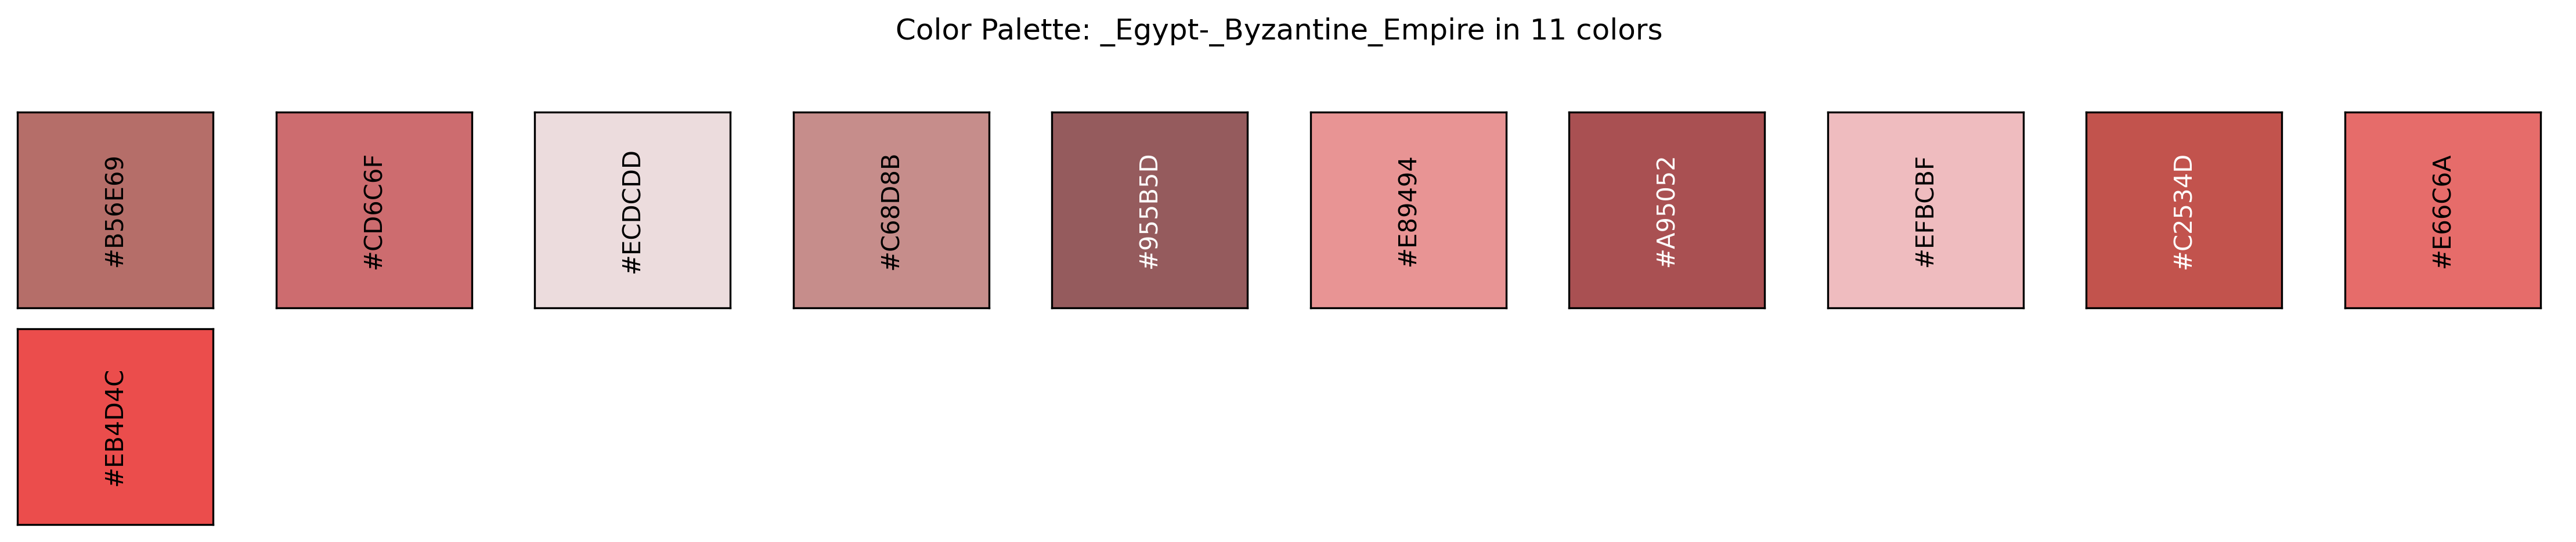 Color Palette: _Egypt-_Byzantine_Empire in 11 colors
#B56E69
#CD6C6F
#ECDCDD
#C68D8B
#955B5D
#E89494
#A95052
#EFBCBF
#C2534D
#E66C6A
#EB4D4C